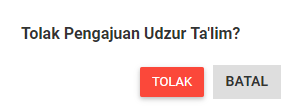 Tolak Pengajuan Udzur Ta'lim?
TOLAK BATAL